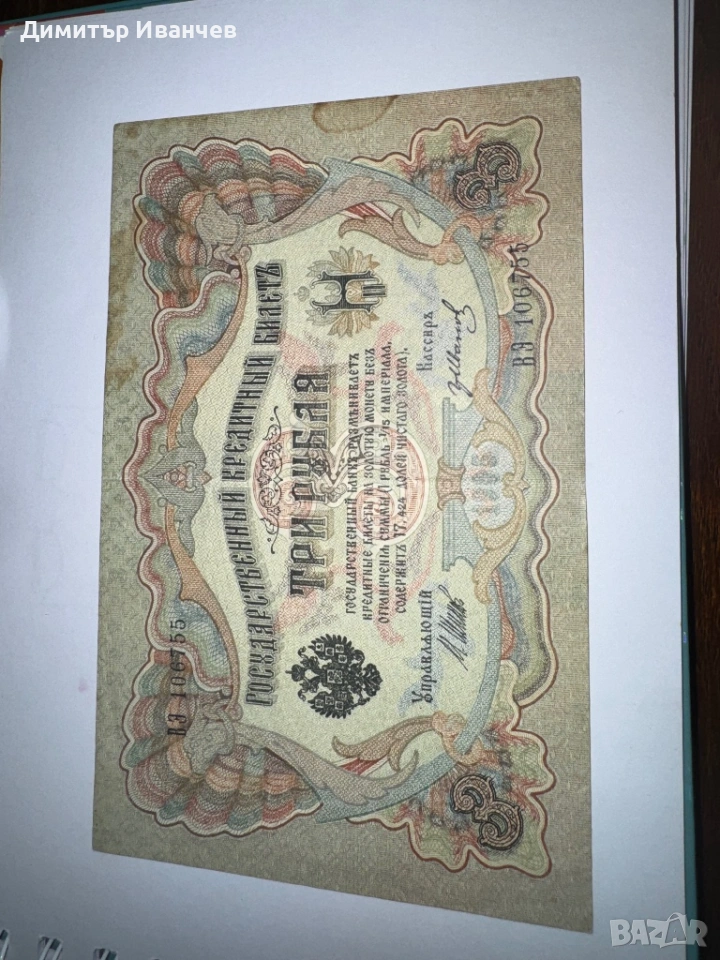 Димитър Иванчев
ВЭ 106755
ВЭ 106755
ГОСУДАРСТВЕННЫЙ КРЕДИТНЫЙ БИЛЕТЪ
ТРИ РУБЛЯ
ГОСУДАРСТВЕННЫЙ БАНКЪ РАЗМѢНИВАЕТЪ
КРЕДИТНЫЕ БИЛЕТЫ НА ЗОЛОТУЮ МОНЕТУ БЕЗЪ
ОГРАНИЧЕНІЯ СУММЫ (1 РУБЛЬ = 1/15 ИМПЕРІАЛА,
СОДЕРЖИТЪ 17,424 ДОЛЕЙ ЧИСТАГО ЗОЛОТА).
Управляющій
Кассиръ
1905
3
3
BAZAR